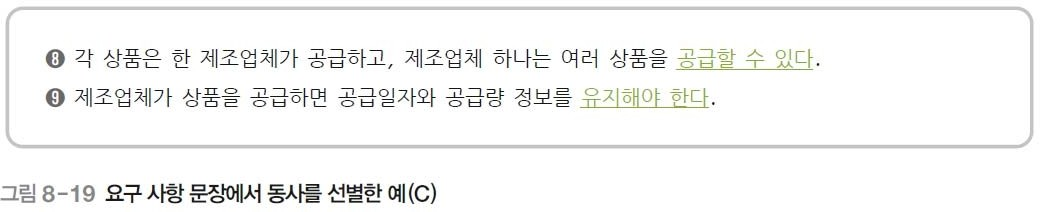 ❽ 각 상품은 한 제조업체가 공급하고, 제조업체 하나는 여러 상품을 공급할 수 있다.
❾ 제조업체가 상품을 공급하면 공급일자와 공급량 정보를 유지해야 한다.
그림 8-19 요구 사항 문장에서 동사를 선별한 예(C)